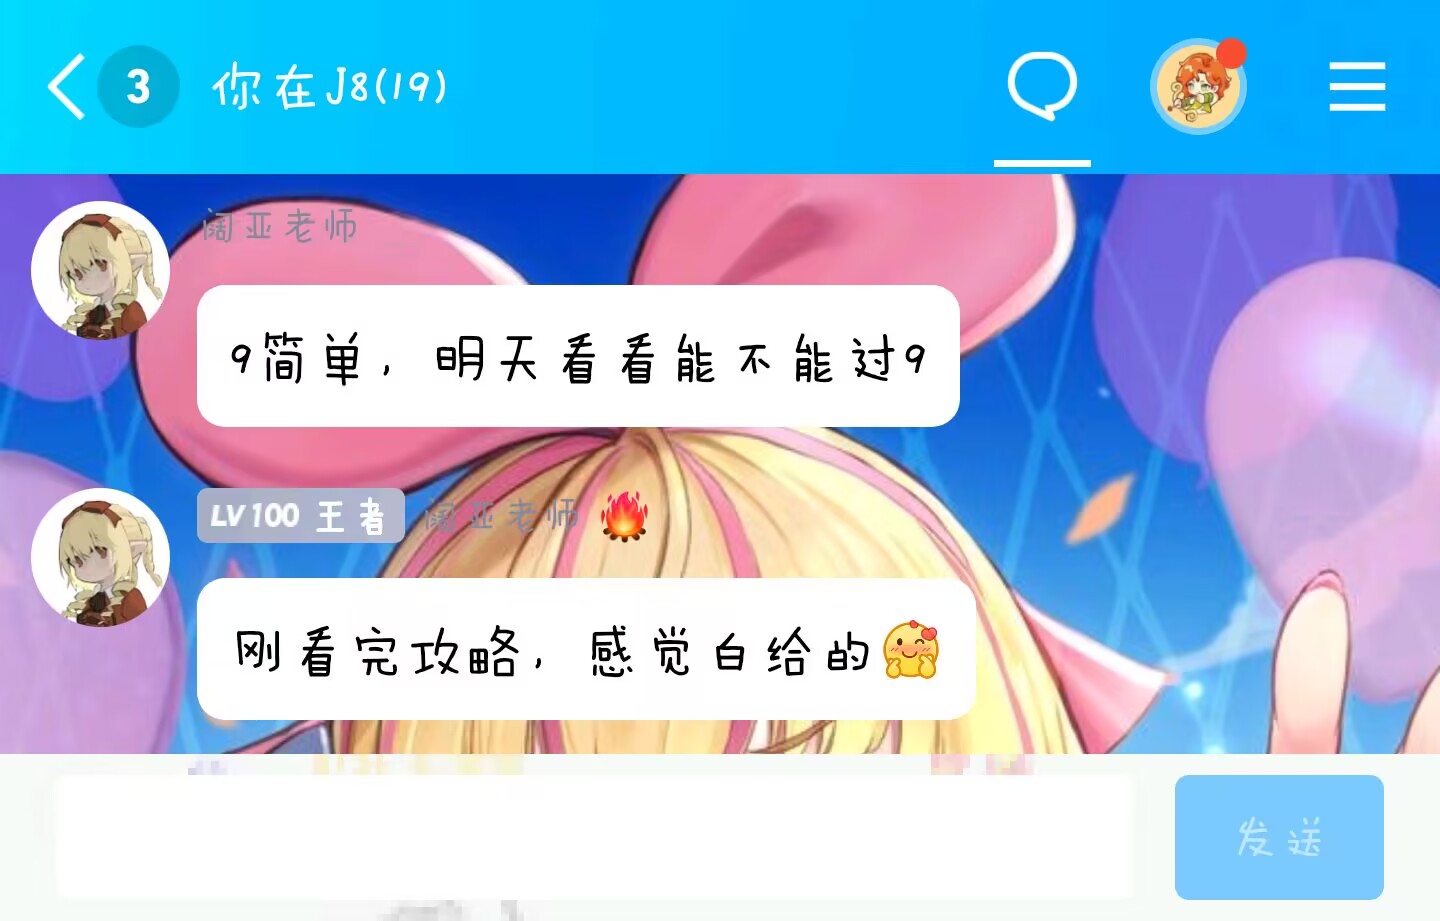 3 你在J8(19)
阔亚老师
9简单，明天看看能不能过9
LV100 王者 阔亚老师
刚看完攻略，感觉白给的
发送